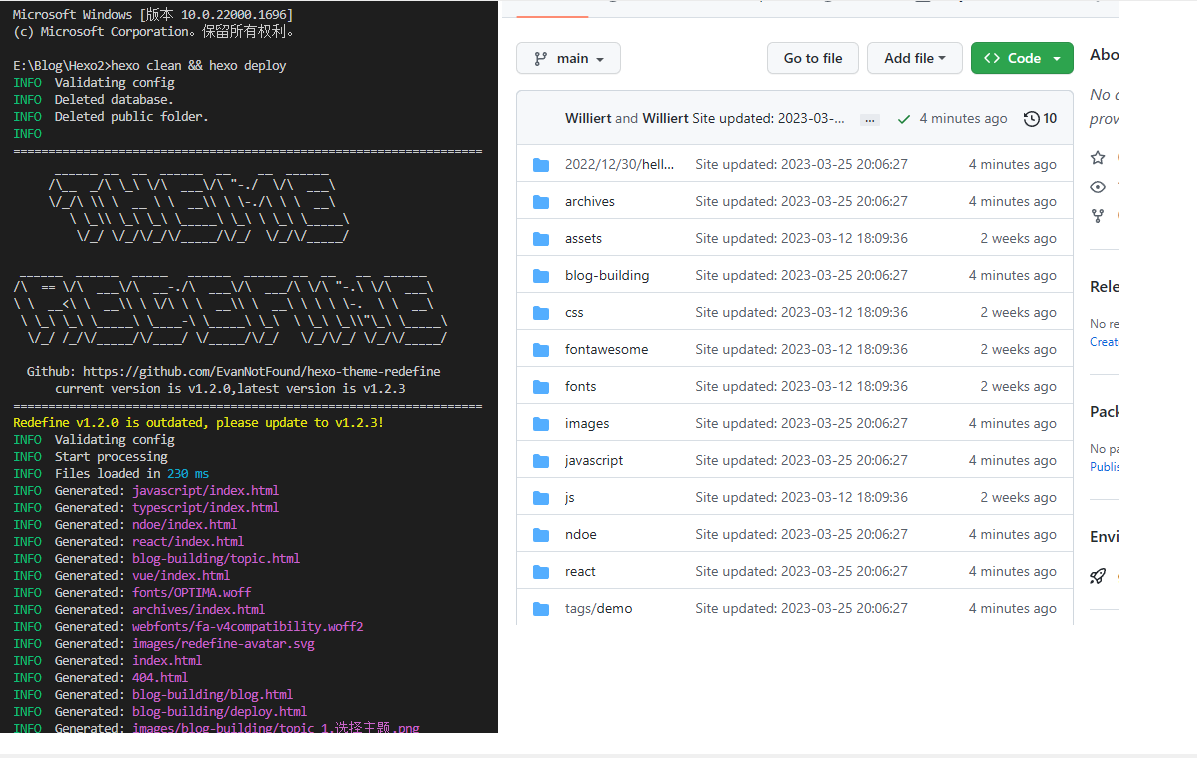 Microsoft Windows [版本 10.0.22000.1696]
(c) Microsoft Corporation。保留所有权利。
E:\Blog\Hexo2>hexo clean && hexo deploy
INFO Validating config
INFO Deleted database.
INFO Deleted public folder.
INFO
THEME
REDEFINE
Github: https://github.com/EvanNotFound/hexo-theme-redefine
current version is v1.2.0,latest version is v1.2.3
Redefine v1.2.0 is outdated, please update to v1.2.3!
INFO Validating config
INFO Start processing
INFO Files loaded in 230 ms
INFO Generated: javascript/index.html
INFO Generated: typescript/index.html
INFO Generated: ndoe/index.html
INFO Generated: react/index.html
INFO Generated: blog-building/topic.html
INFO Generated: vue/index.html
INFO Generated: fonts/OPTIMA.woff
INFO Generated: archives/index.html
INFO Generated: webfonts/fa-v4compatibility.woff2
INFO Generated: images/redefine-avatar.svg
INFO Generated: index.html
INFO Generated: 404.html
INFO Generated: blog-building/blog.html
INFO Generated: blog-building/deploy.html
INFO Generated: images/blog-building/topic_1.选择主题.png
main Go to file Add file Code
Williert and Williert Site updated: 2023-03-... ... 4 minutes ago 10
2022/12/30/hell... Site updated: 2023-03-25 20:06:27 4 minutes ago
archives Site updated: 2023-03-25 20:06:27 4 minutes ago
assets Site updated: 2023-03-12 18:09:36 2 weeks ago
blog-building Site updated: 2023-03-25 20:06:27 4 minutes ago
css Site updated: 2023-03-12 18:09:36 2 weeks ago
fontawesome Site updated: 2023-03-12 18:09:36 2 weeks ago
fonts Site updated: 2023-03-12 18:09:36 2 weeks ago
images Site updated: 2023-03-25 20:06:27 4 minutes ago
javascript Site updated: 2023-03-25 20:06:27 4 minutes ago
js Site updated: 2023-03-12 18:09:36 2 weeks ago
ndoe Site updated: 2023-03-25 20:06:27 4 minutes ago
react Site updated: 2023-03-25 20:06:27 4 minutes ago
tags/demo Site updated: 2023-03-25 20:06:27 4 minutes ago
Abo
No
prov
Rele
No re
Creat
Pack
No pa
Publis
Envi